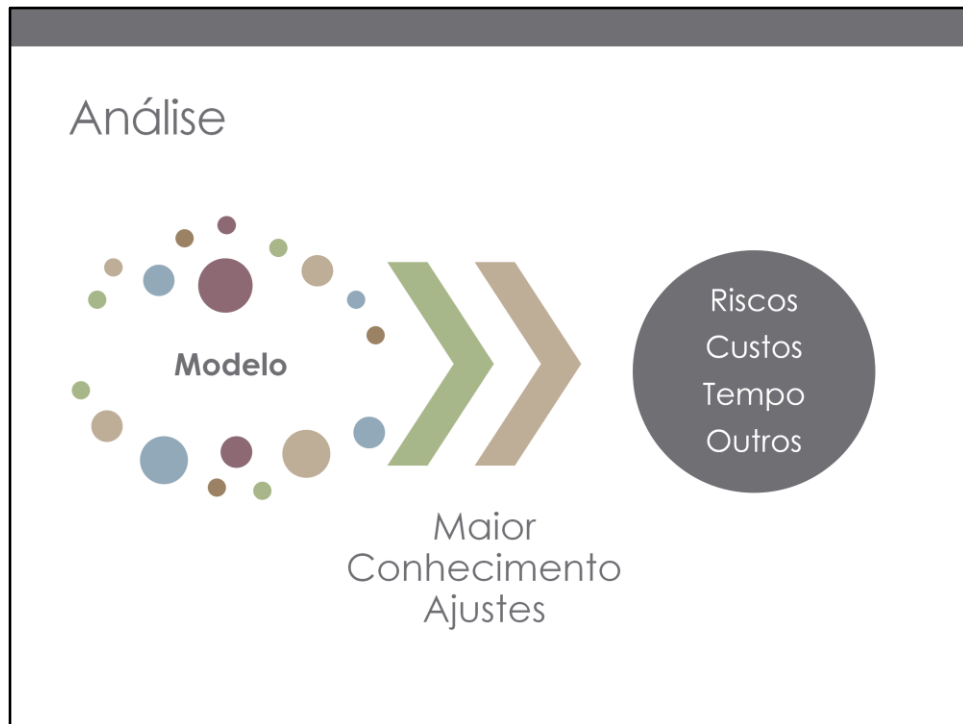 Análise
Modelo
Maior
Conhecimento
Ajustes
Riscos
Custos
Tempo
Outros